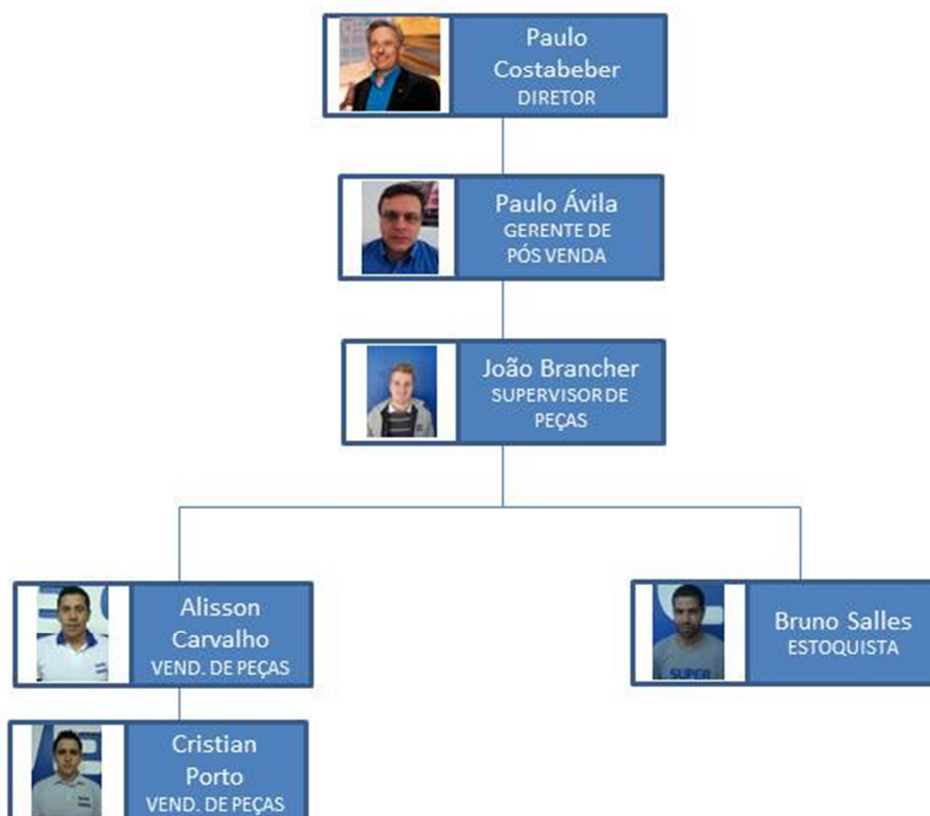 Paulo
Costabeber
DIRETOR
Paulo Ávila
GERENTE DE
PÓS VENDA
João Brancher
SUPERVISOR DE
PEÇAS
Alisson
Carvalho
VEND. DE PEÇAS
Bruno Salles
ESTOQUISTA
SUPER
Cristian
Porto
VEND. DE PEÇAS